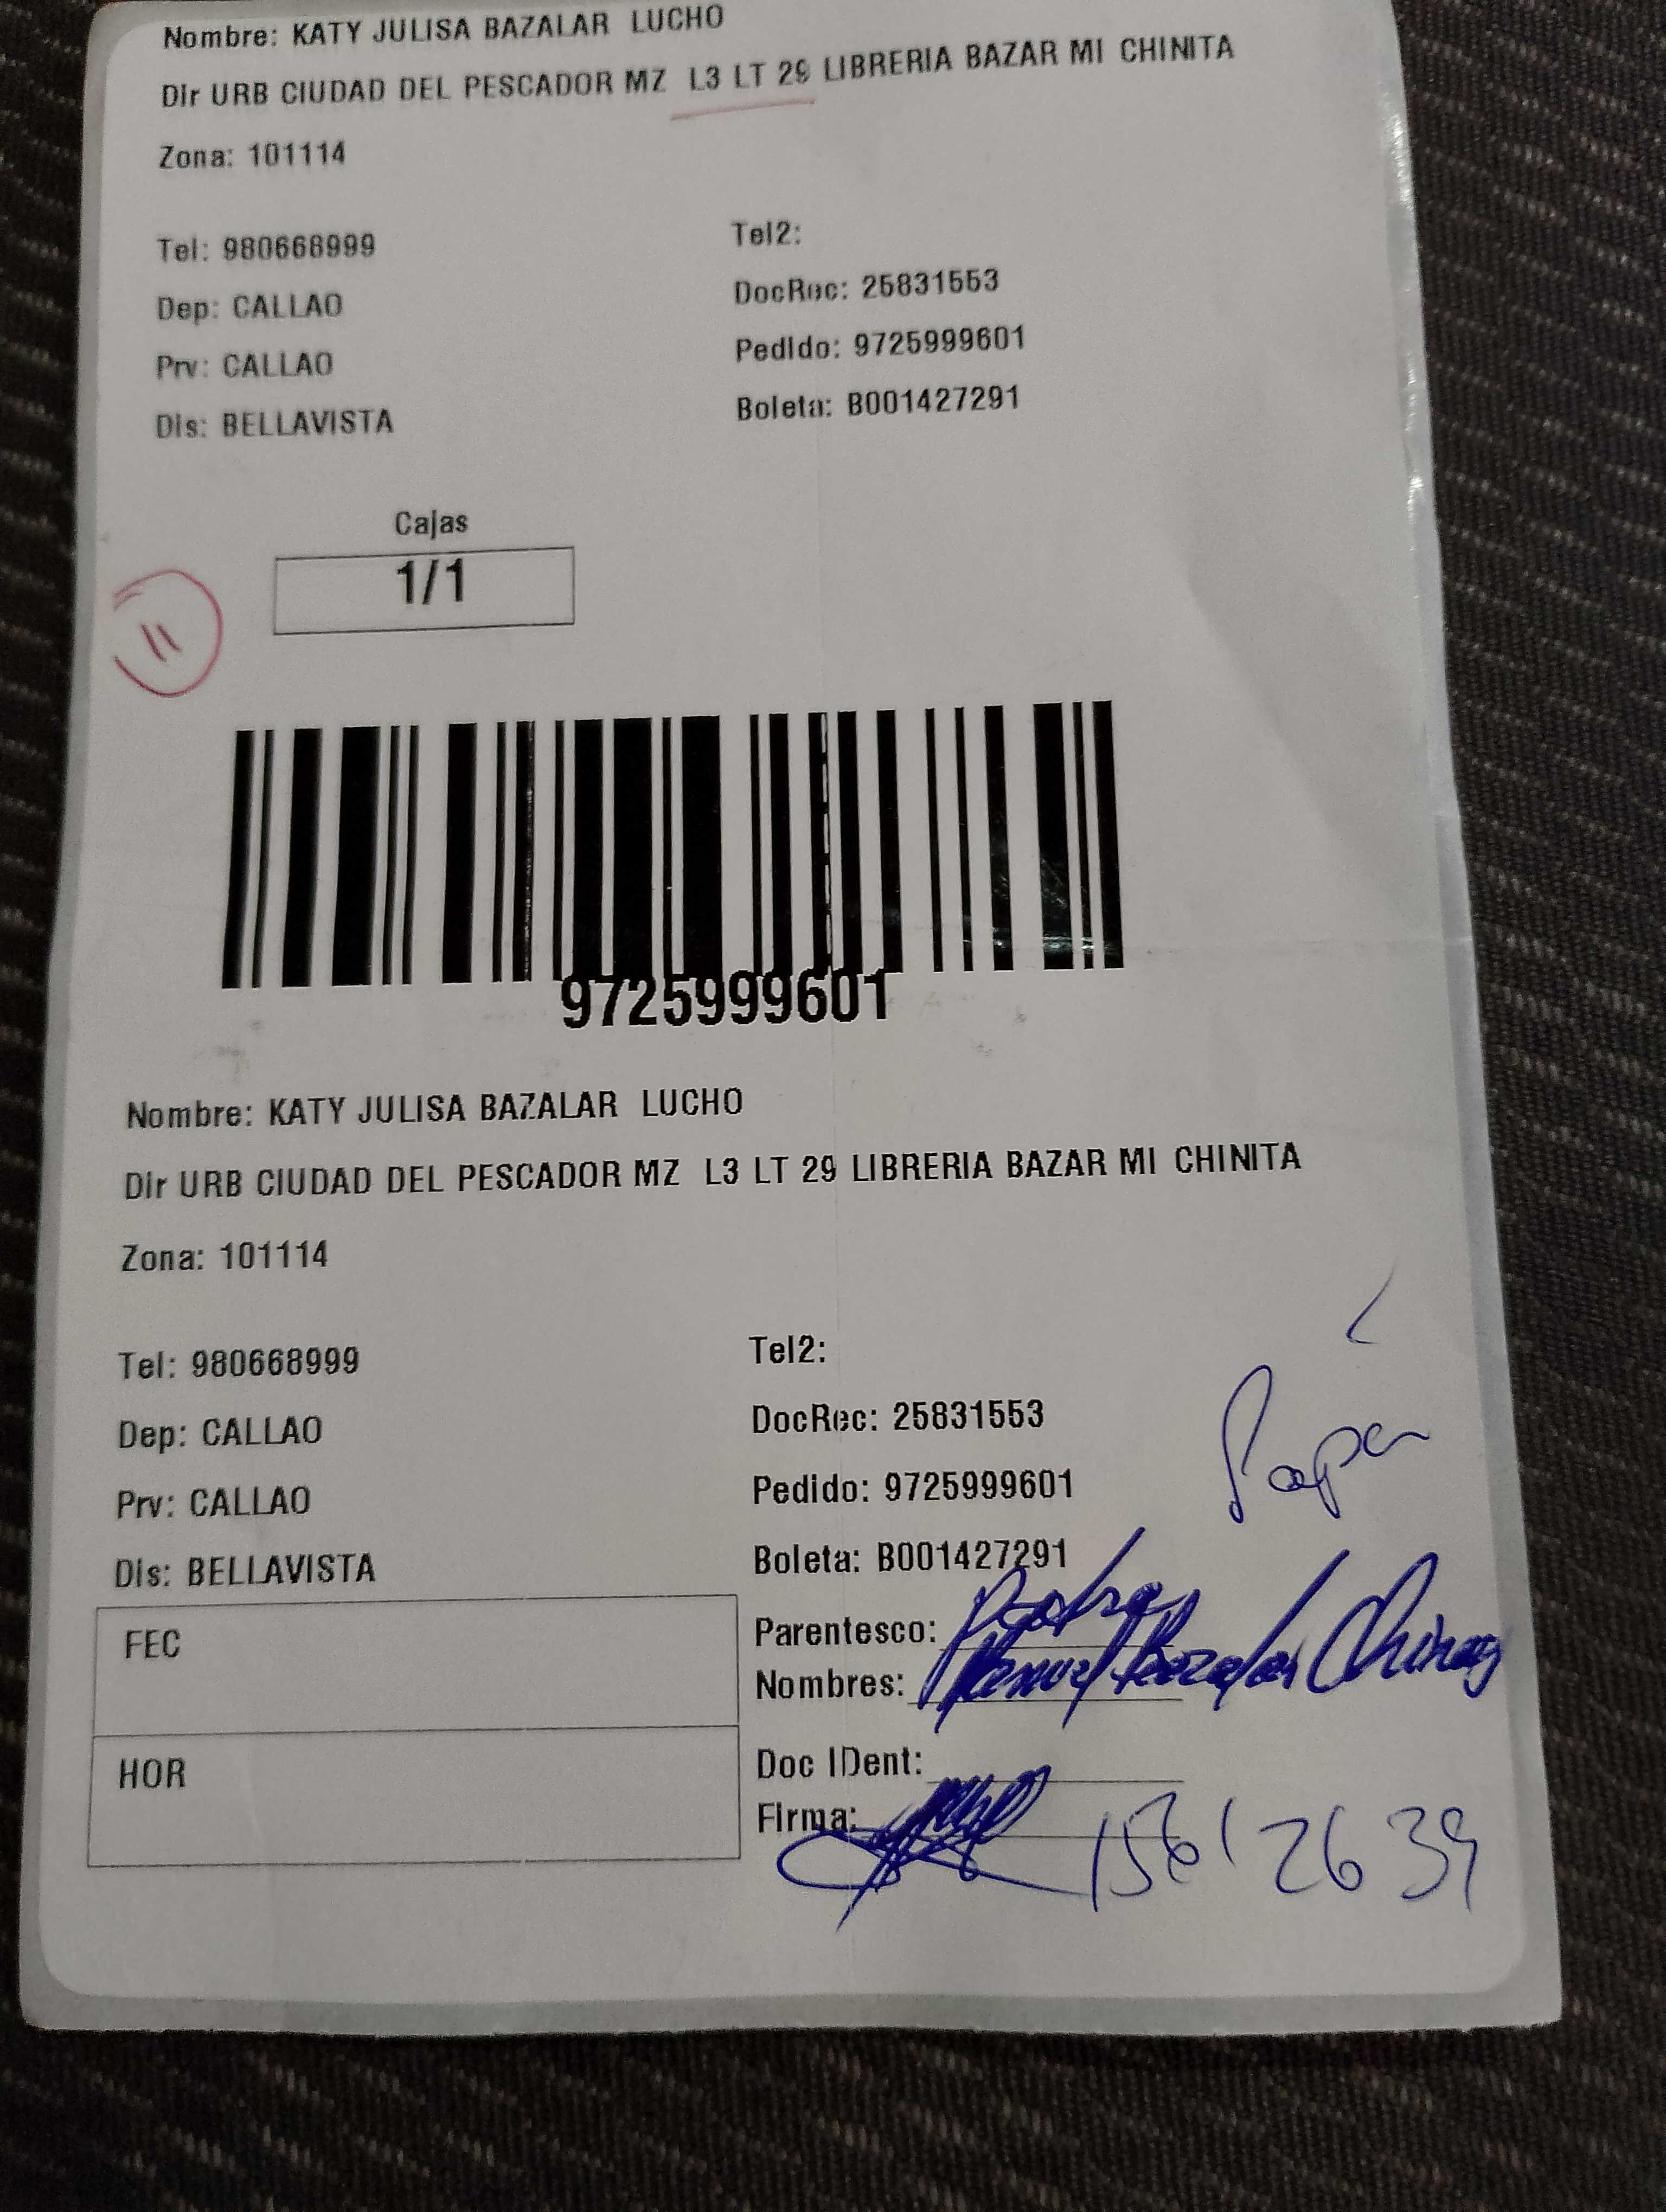 Nombre: KATY JULISA BAZALAR LUCHO
Dir URB CIUDAD DEL PESCADOR MZ L3 LT 29 LIBRERIA BAZAR MI CHINITA
Zona: 101114
Tel: 980668999
Tel2:
Dep: CALLAO
DocRec: 25831553
Prv: CALLAO
Pedido: 9725999601
Dis: BELLAVISTA
Boleta: B001427291
Cajas
1/1
11
9725999601
Nombre: KATY JULISA BAZALAR LUCHO
Dir URB CIUDAD DEL PESCADOR MZ L3 LT 29 LIBRERIA BAZAR MI CHINITA
Zona: 101114
Tel: 980668999
Tel2:
Dep: CALLAO
DocRec: 25831553
Prv: CALLAO
Pedido: 9725999601
Papá
Dis: BELLAVISTA
Boleta: B001427291
FEC
Parentesco:
Nombres: Manuel Bazalar
HOR
Doc IDent:
Firma: